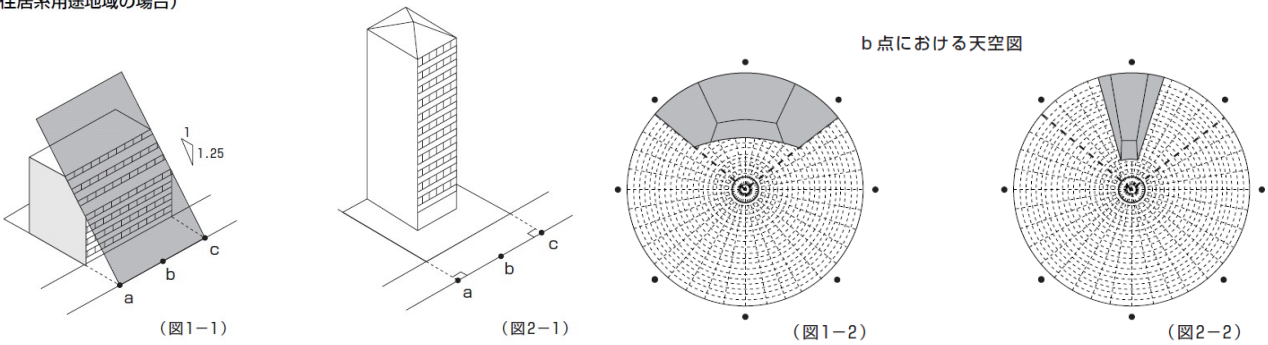 住居系用途地域の場合）
b点における天空図
1
1.25
a
b
c
a
b
c
（図1−1）
（図2−1）
（図1−2）
（図2−2）